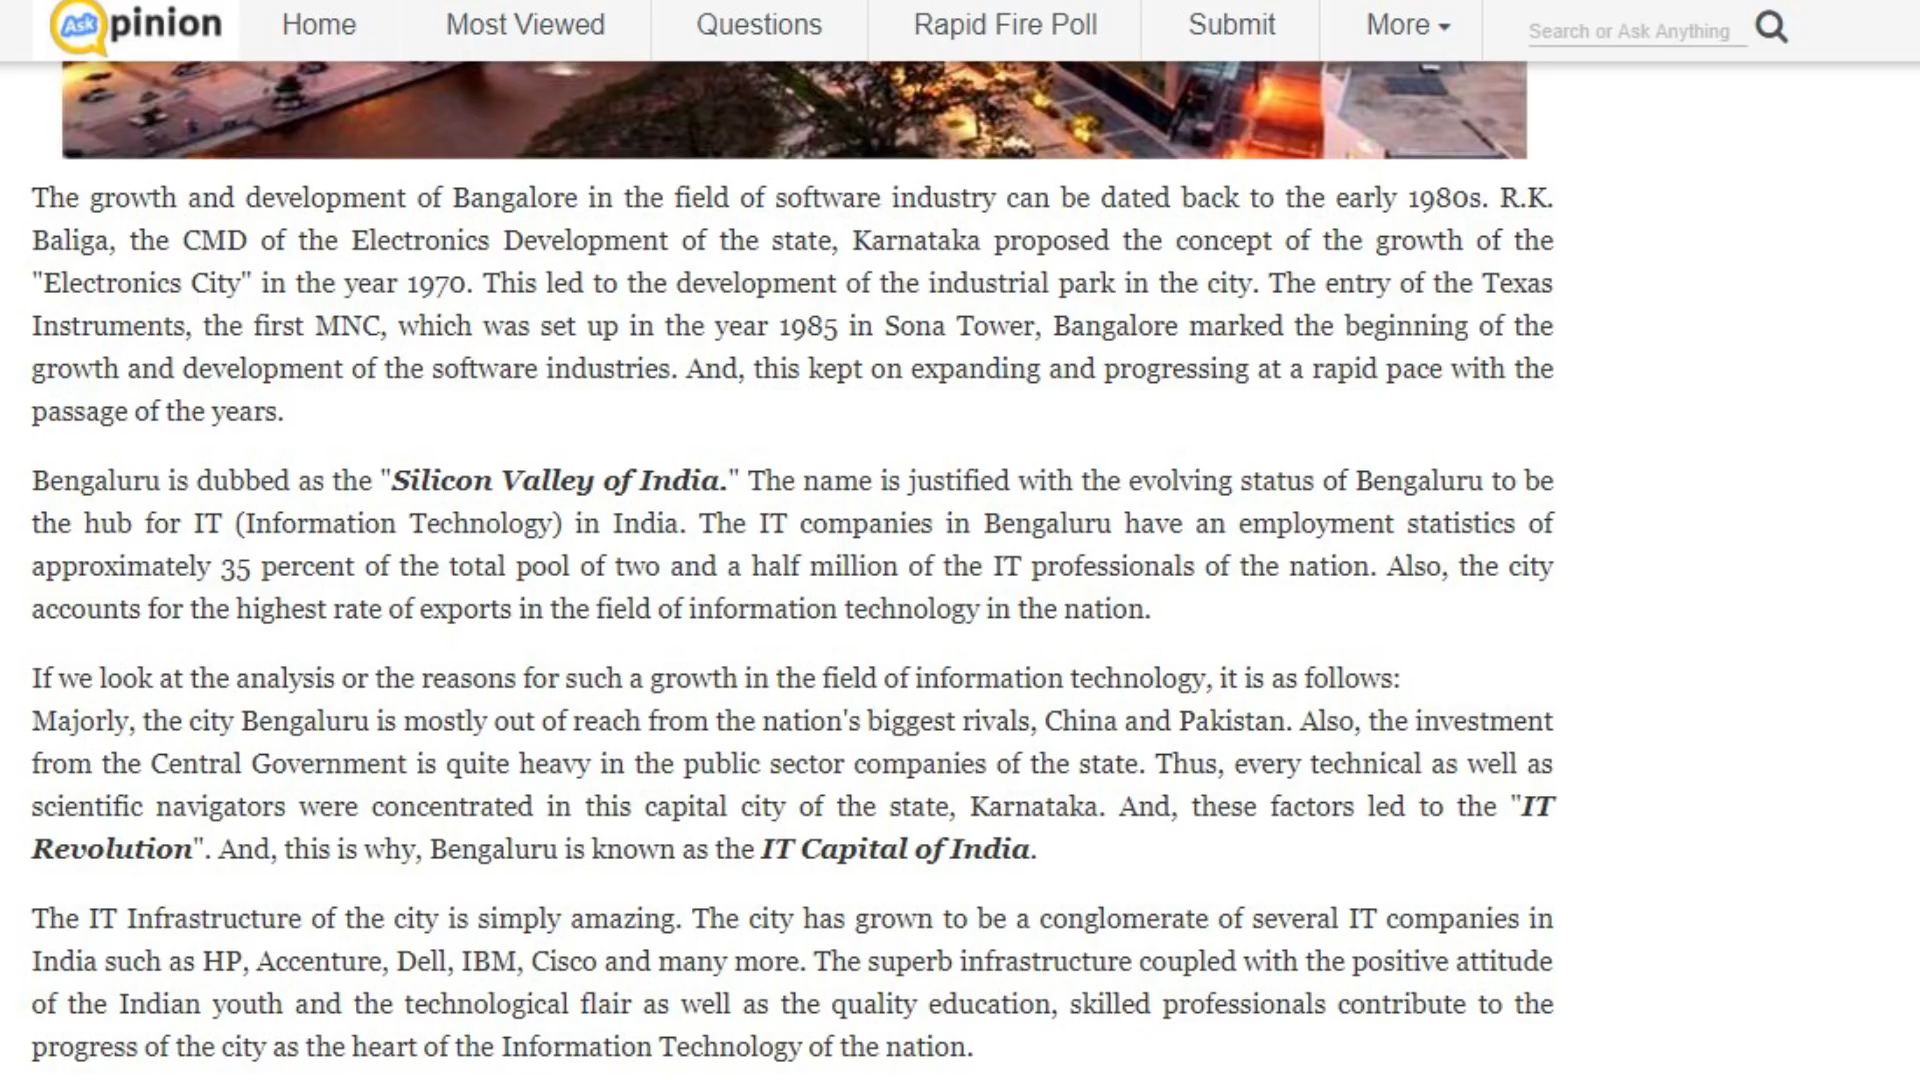 Ask pinion Home Most Viewed Questions Rapid Fire Poll Submit More Search or Ask Anything
The growth and development of Bangalore in the field of software industry can be dated back to the early 1980s. R.K.
Baliga, the CMD of the Electronics Development of the state, Karnataka proposed the concept of the growth of the
"Electronics City" in the year 1970. This led to the development of the industrial park in the city. The entry of the Texas
Instruments, the first MNC, which was set up in the year 1985 in Sona Tower, Bangalore marked the beginning of the
growth and development of the software industries. And, this kept on expanding and progressing at a rapid pace with the
passage of the years.
Bengaluru is dubbed as the "Silicon Valley of India." The name is justified with the evolving status of Bengaluru to be
the hub for IT (Information Technology) in India. The IT companies in Bengaluru have an employment statistics of
approximately 35 percent of the total pool of two and a half million of the IT professionals of the nation. Also, the city
accounts for the highest rate of exports in the field of information technology in the nation.
If we look at the analysis or the reasons for such a growth in the field of information technology, it is as follows:
Majorly, the city Bengaluru is mostly out of reach from the nation's biggest rivals, China and Pakistan. Also, the investment
from the Central Government is quite heavy in the public sector companies of the state. Thus, every technical as well as
scientific navigators were concentrated in this capital city of the state, Karnataka. And, these factors led to the "IT
Revolution". And, this is why, Bengaluru is known as the IT Capital of India.
The IT Infrastructure of the city is simply amazing. The city has grown to be a conglomerate of several IT companies in
India such as HP, Accenture, Dell, IBM, Cisco and many more. The superb infrastructure coupled with the positive attitude
of the Indian youth and the technological flair as well as the quality education, skilled professionals contribute to the
progress of the city as the heart of the Information Technology of the nation.